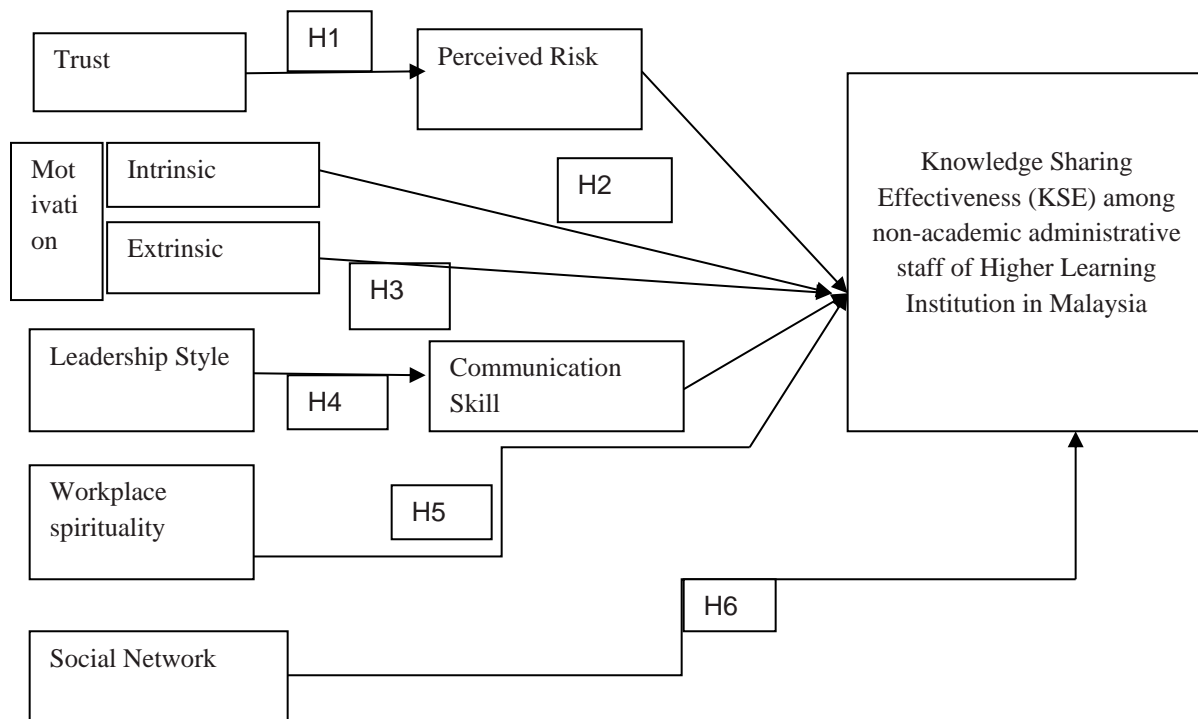 H1
Trust
Perceived Risk
Mot
ivati
on
Intrinsic
H2
Extrinsic
H3
Knowledge Sharing
Effectiveness (KSE) among
non-academic administrative
staff of Higher Learning
Institution in Malaysia
Leadership Style
H4
Communication
Skill
Workplace
spirituality
H5
H6
Social Network